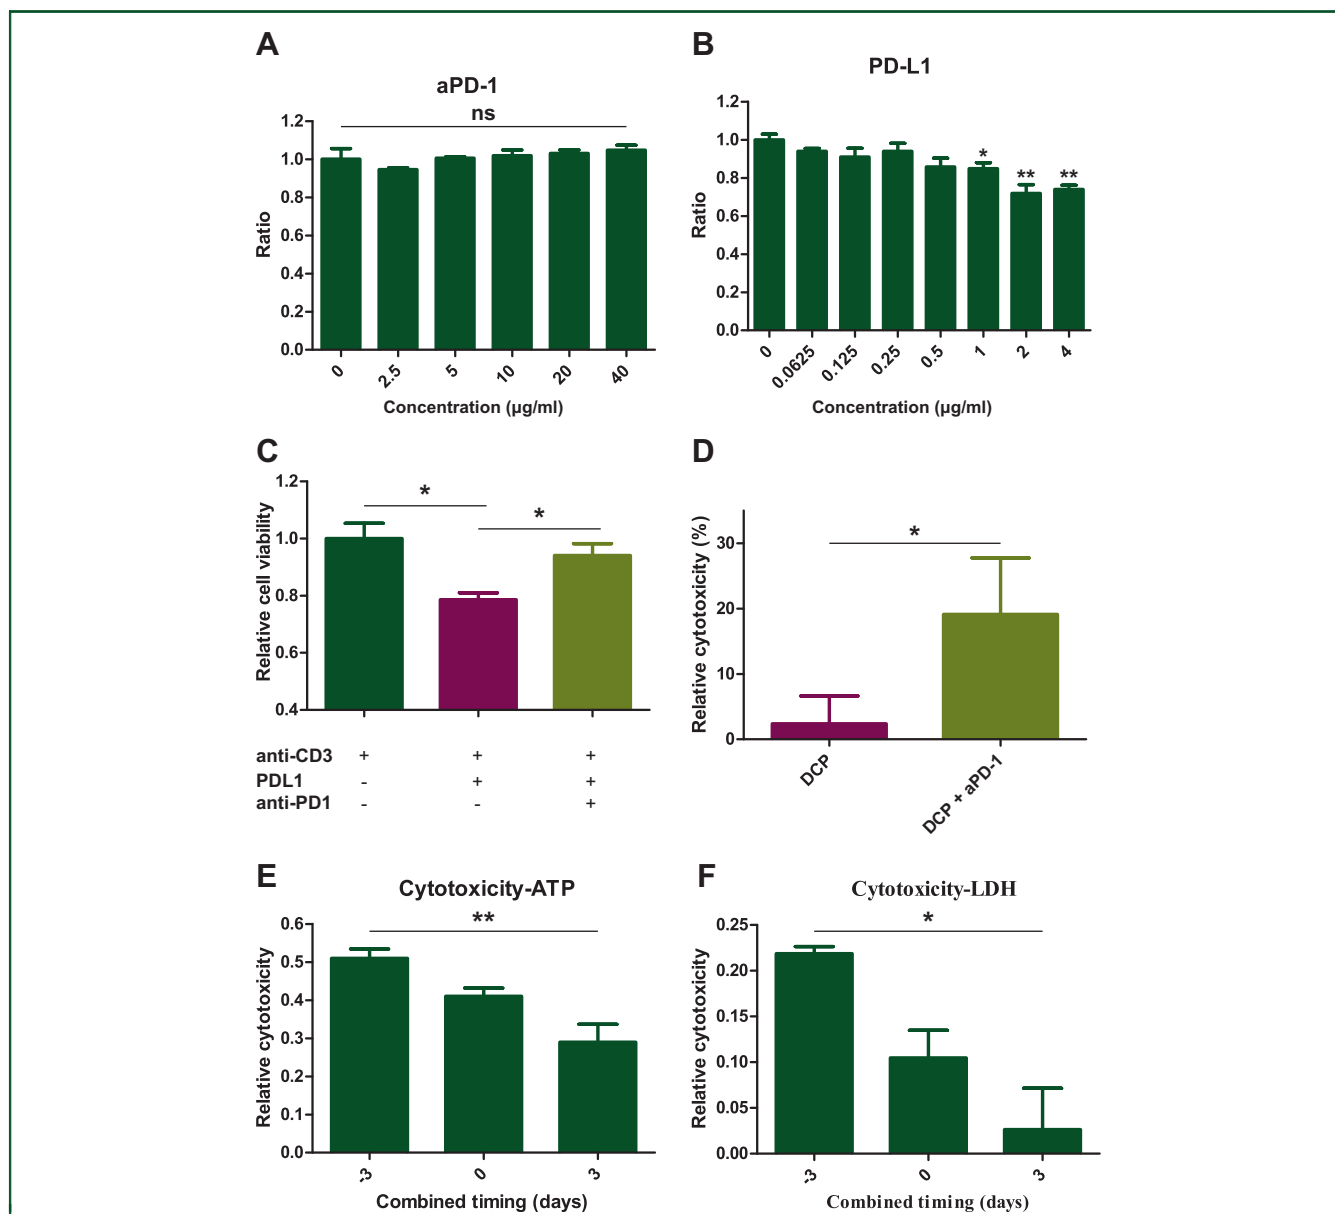 A
aPD-1
ns
1.2
1.0
0.8
0.6
0.4
0.2
0.0
Ratio
0 2.5 5 10 20 40
Concentration (µg/ml)
B
PD-L1
1.2
1.0
0.8
0.6
0.4
0.2
0.0
Ratio
* ** **
0 0.0625 0.125 0.25 0.5 1 2 4
Concentration (µg/ml)
C
1.2
1.0
0.8
0.6
0.4
Relative cell viability
* *
anti-CD3 + + +
PDL1 - + +
anti-PD1 - - +
D
30
20
10
0
Relative cytotoxicity (%)
*
DCP
DCP + aPD-1
E
Cytotoxicity-ATP
**
0.6
0.5
0.4
0.3
0.2
0.1
0.0
Relative cytotoxicity
-3 0 3
Combined timing (days)
F
Cytotoxicity-LDH
*
0.25
0.20
0.15
0.10
0.05
0.00
Relative cytotoxicity
-3 0 3
Combined timing (days)